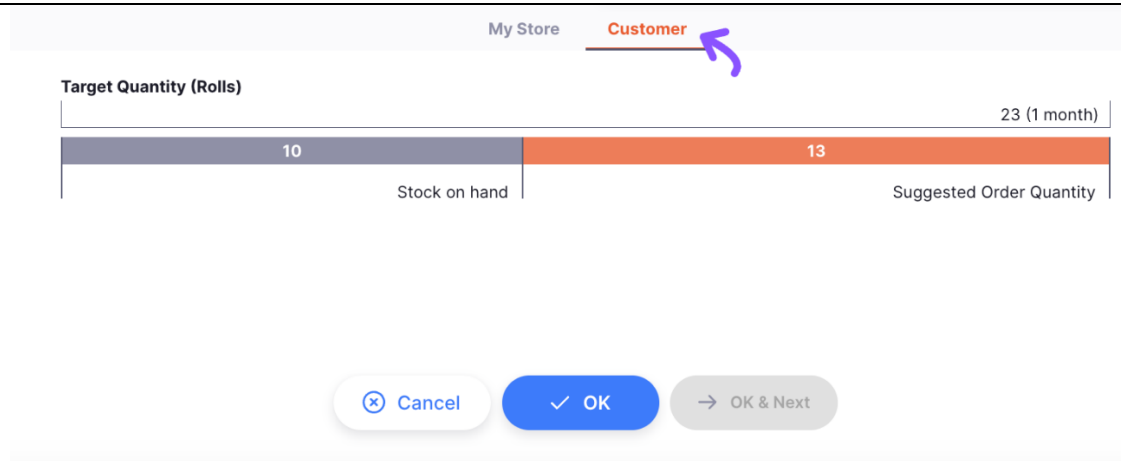 My Store Customer
Target Quantity (Rolls)
23 (1 month)
10 13
Stock on hand Suggested Order Quantity
Cancel OK OK & Next